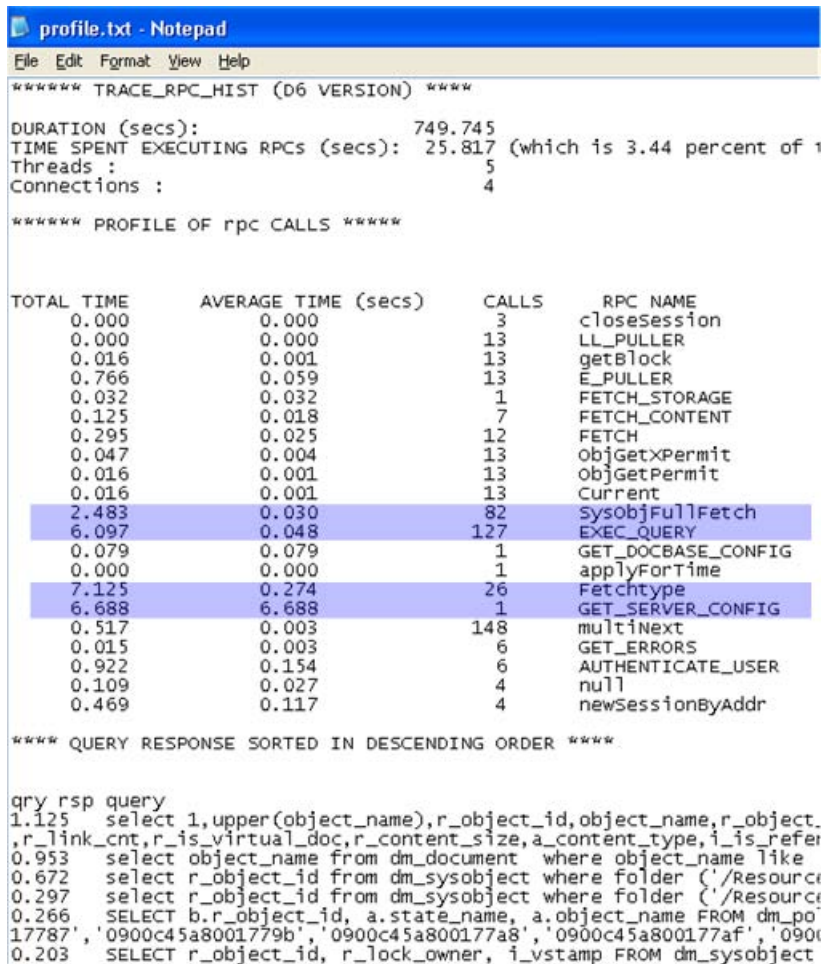 profile.txt - Notepad
File Edit Format View Help
****** TRACE_RPC_HIST (D6 VERSION) ****
DURATION (secs): 749.745
TIME SPENT EXECUTING RPCs (secs): 25.817 (which is 3.44 percent of
Threads : 5
Connections : 4
****** PROFILE OF rpc CALLS *****
TOTAL TIME AVERAGE TIME (secs) CALLS RPC NAME
0.000 0.000 3 closeSession
0.000 0.000 13 LL_PULLER
0.016 0.001 13 getBlock
0.766 0.059 13 E_PULLER
0.032 0.032 1 FETCH_STORAGE
0.125 0.018 7 FETCH_CONTENT
0.295 0.025 12 FETCH
0.047 0.004 13 ObjGetXPermit
0.016 0.001 13 ObjGetPermit
0.016 0.001 13 Current
2.483 0.030 82 SysObjFullFetch
6.097 0.048 127 EXEC_QUERY
0.079 0.079 1 GET_DOCBASE_CONFIG
0.000 0.000 1 applyForTime
7.125 0.274 26 Fetchtype
6.688 6.688 1 GET_SERVER_CONFIG
0.517 0.003 148 multiNext
0.015 0.003 6 GET_ERRORS
0.922 0.154 6 AUTHENTICATE_USER
0.109 0.027 4 null
0.469 0.117 4 newSessionByAddr
**** QUERY RESPONSE SORTED IN DESCENDING ORDER ****
qry rsp query
1.125 select 1,upper(object_name),r_object_id,object_name,r_object_
,r_link_cnt,r_is_virtual_doc,r_content_size,a_content_type,i_is_refer
0.953 select object_name from dm_document where object_name like
0.672 select r_object_id from dm_sysobject where folder ('/Resource
0.297 select r_object_id from dm_sysobject where folder ('/Resource
0.266 SELECT b.r_object_id, a.state_name, a.object_name FROM dm_po
17787','0900c45a8001779b','0900c45a800177a8','0900c45a800177af','090
0.203 SELECT r_object_id, r_lock_owner, i_vstamp FROM dm_sysobject